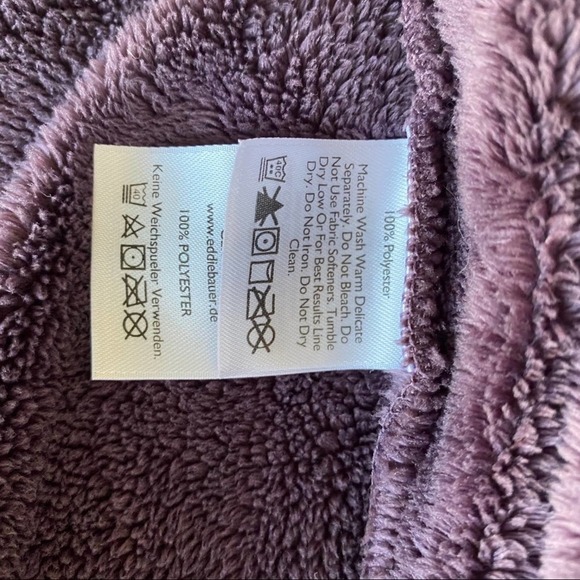 100% Polyester
Machine Wash Warm Delicate
Separately. Do Not Bleach. Do
Not Use Fabric Softeners. Tumble
Dry Low Or For Best Results Line
Dry. Do Not Iron. Do Not Dry
Clean.
40C
www.eddiebauer.de
100% POLYESTER
40
Keine Weichspueler Verwenden.